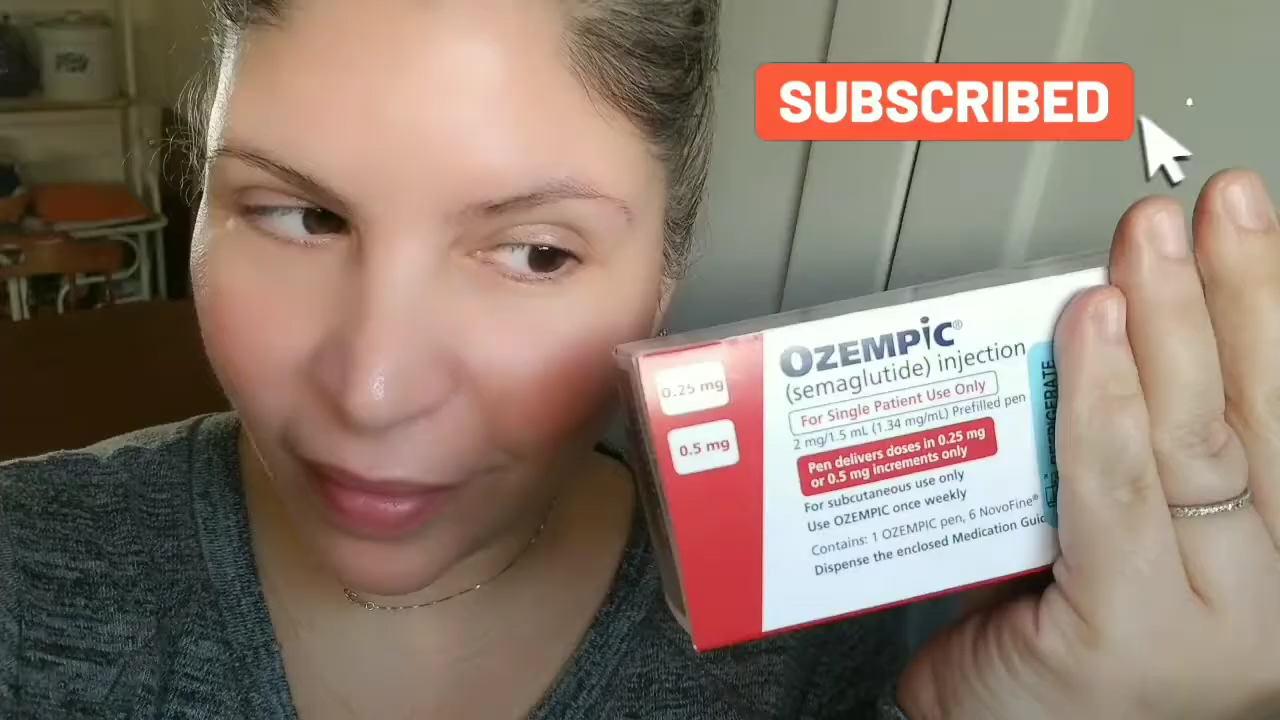 SUBSCRIBED
OZEMPIC®
(semaglutide) injection
For Single Patient Use Only
2 mg/1.5 mL (1.34 mg/mL) Prefilled pen
Pen delivers doses in 0.25 mg
or 0.5 mg increments only
For subcutaneous use only
Use OZEMPIC once weekly
Contains: 1 OZEMPIC pen, 6 NovoFine®
Dispense the enclosed Medication
0.25 mg
0.5 mg